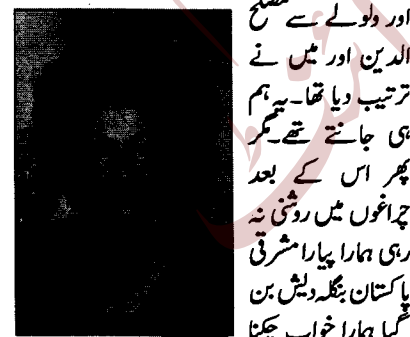 اور ولولے سے مصلح
الدین اور میں نے
ترتیب دیا تھا۔ یہ ہم
ہی جانتے تھے۔ مگر
پھر اس کے بعد
چراغوں میں روشنی نہ
رہی ہمارا پیارا مشرقی
پاکستان بنگلہ دیش بن
گیا ہمارا خواب چکنا